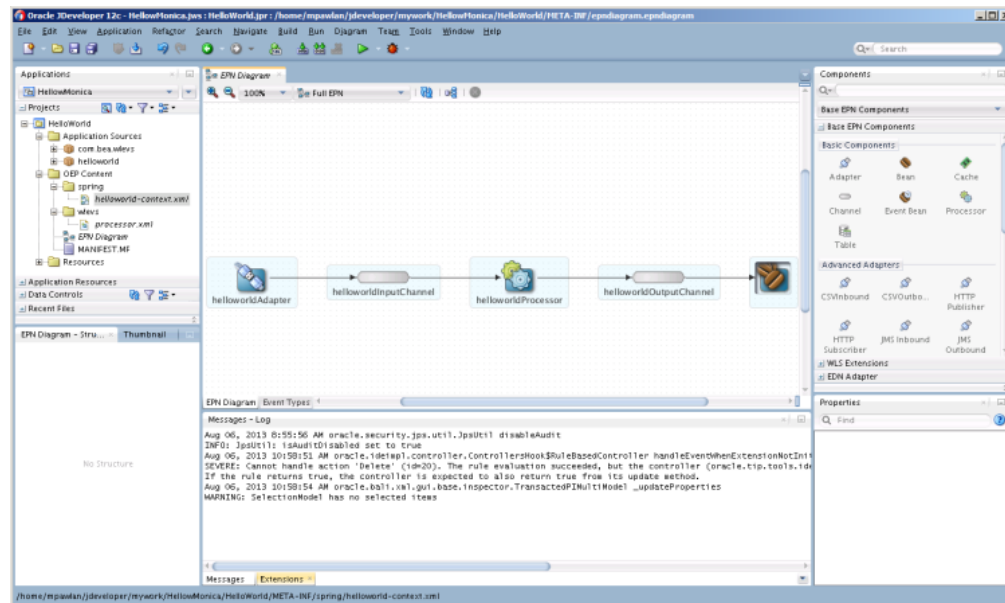 Oracle JDeveloper 12c - HellowMonica.jws : HelloWorld.jpr : /home/mpawlan/jdeveloper/mywork/HellowMonica/HelloWorld/META-INF/epndiagram.epndiagram
File Edit View Application Refactor Search Navigate Build Run Diagram Team Tools Window Help
Search
Applications
HellowMonica
Projects
HelloWorld
Application Sources
com.bea.wlevs
helloworld
OEP Content
spring
helloworld-context.xml
wlevs
processor.xml
EPN Diagram
MANIFEST.MF
Resources
Application Resources
Data Controls
Recent Files
EPN Diagram - Stru...
Thumbnail
No Structure
EPN Diagram
100%
Full EPN
helloworldAdapter
helloworldInputChannel
helloworldProcessor
helloworldOutputChannel
EPN Diagram Event Types
Messages - Log
Aug 06, 2013 8:55:56 AM oracle.security.jps.util.JpsUtil disableAudit
INFO: JpsUtil: isAuditDisabled set to true
Aug 06, 2013 10:58:51 AM oracle.ideimpl.controller.ControllersHook$RuleBasedController handleEventWhenExtensionNotInit
SEVERE: Cannot handle action 'Delete' (id=20). The rule evaluation succeeded, but the controller (oracle.tip.tools.ide
If the rule returns true, the controller is expected to also return true from its update method.
Aug 06, 2013 10:58:54 AM oracle.bali.xml.gui.base.inspector.TransactedPIMultiModel _updateProperties
WARNING: SelectionModel has no selected items
Messages Extensions
Components
Base EPN Components
Base EPN Components
Basic Components
Adapter Bean Cache
Channel Event Bean Processor
Table
Advanced Adapters
CSVInbound CSVOutbo... HTTP Publisher
HTTP Subscriber JMS Inbound JMS Outbound
WLS Extensions
EDN Adapter
Properties
Find
/home/mpawlan/jdeveloper/mywork/HellowMonica/HelloWorld/META-INF/spring/helloworld-context.xml